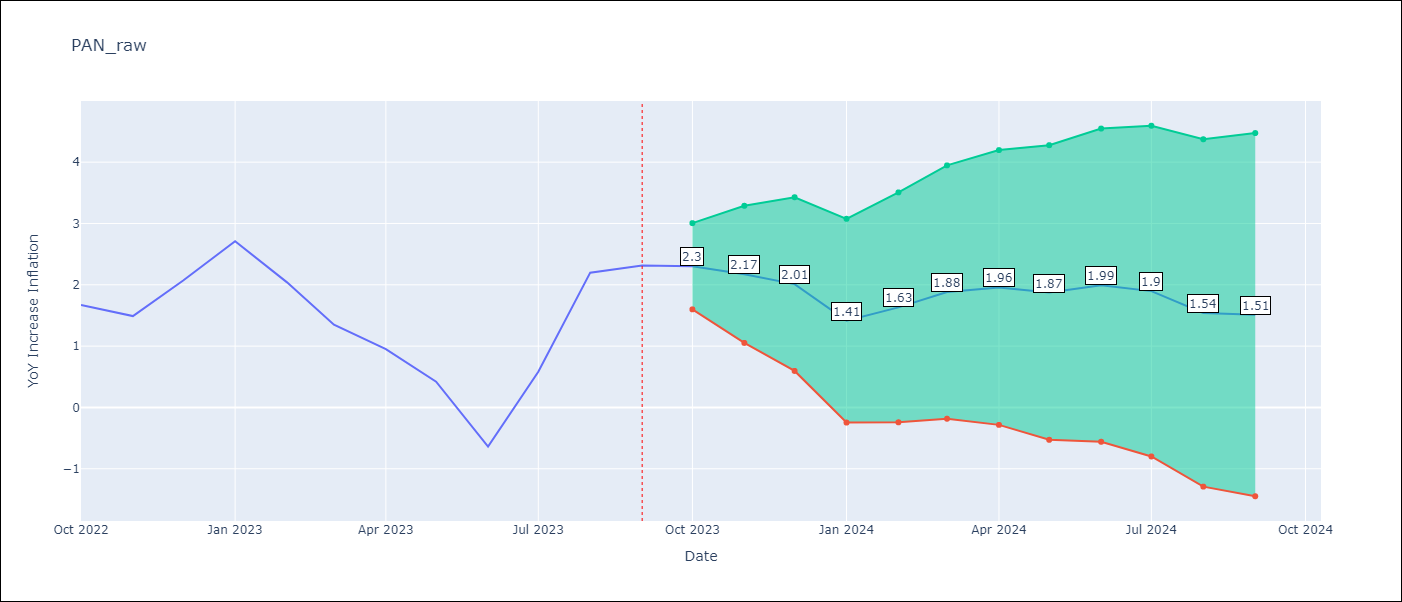 PAN_raw
YoY Increase Inflation
4
3
2
1
0
−1
2.3
2.17
2.01
1.41
1.63
1.88
1.96
1.87
1.99
1.9
1.54
1.51
Oct 2022
Jan 2023
Apr 2023
Jul 2023
Oct 2023
Jan 2024
Apr 2024
Jul 2024
Oct 2024
Date